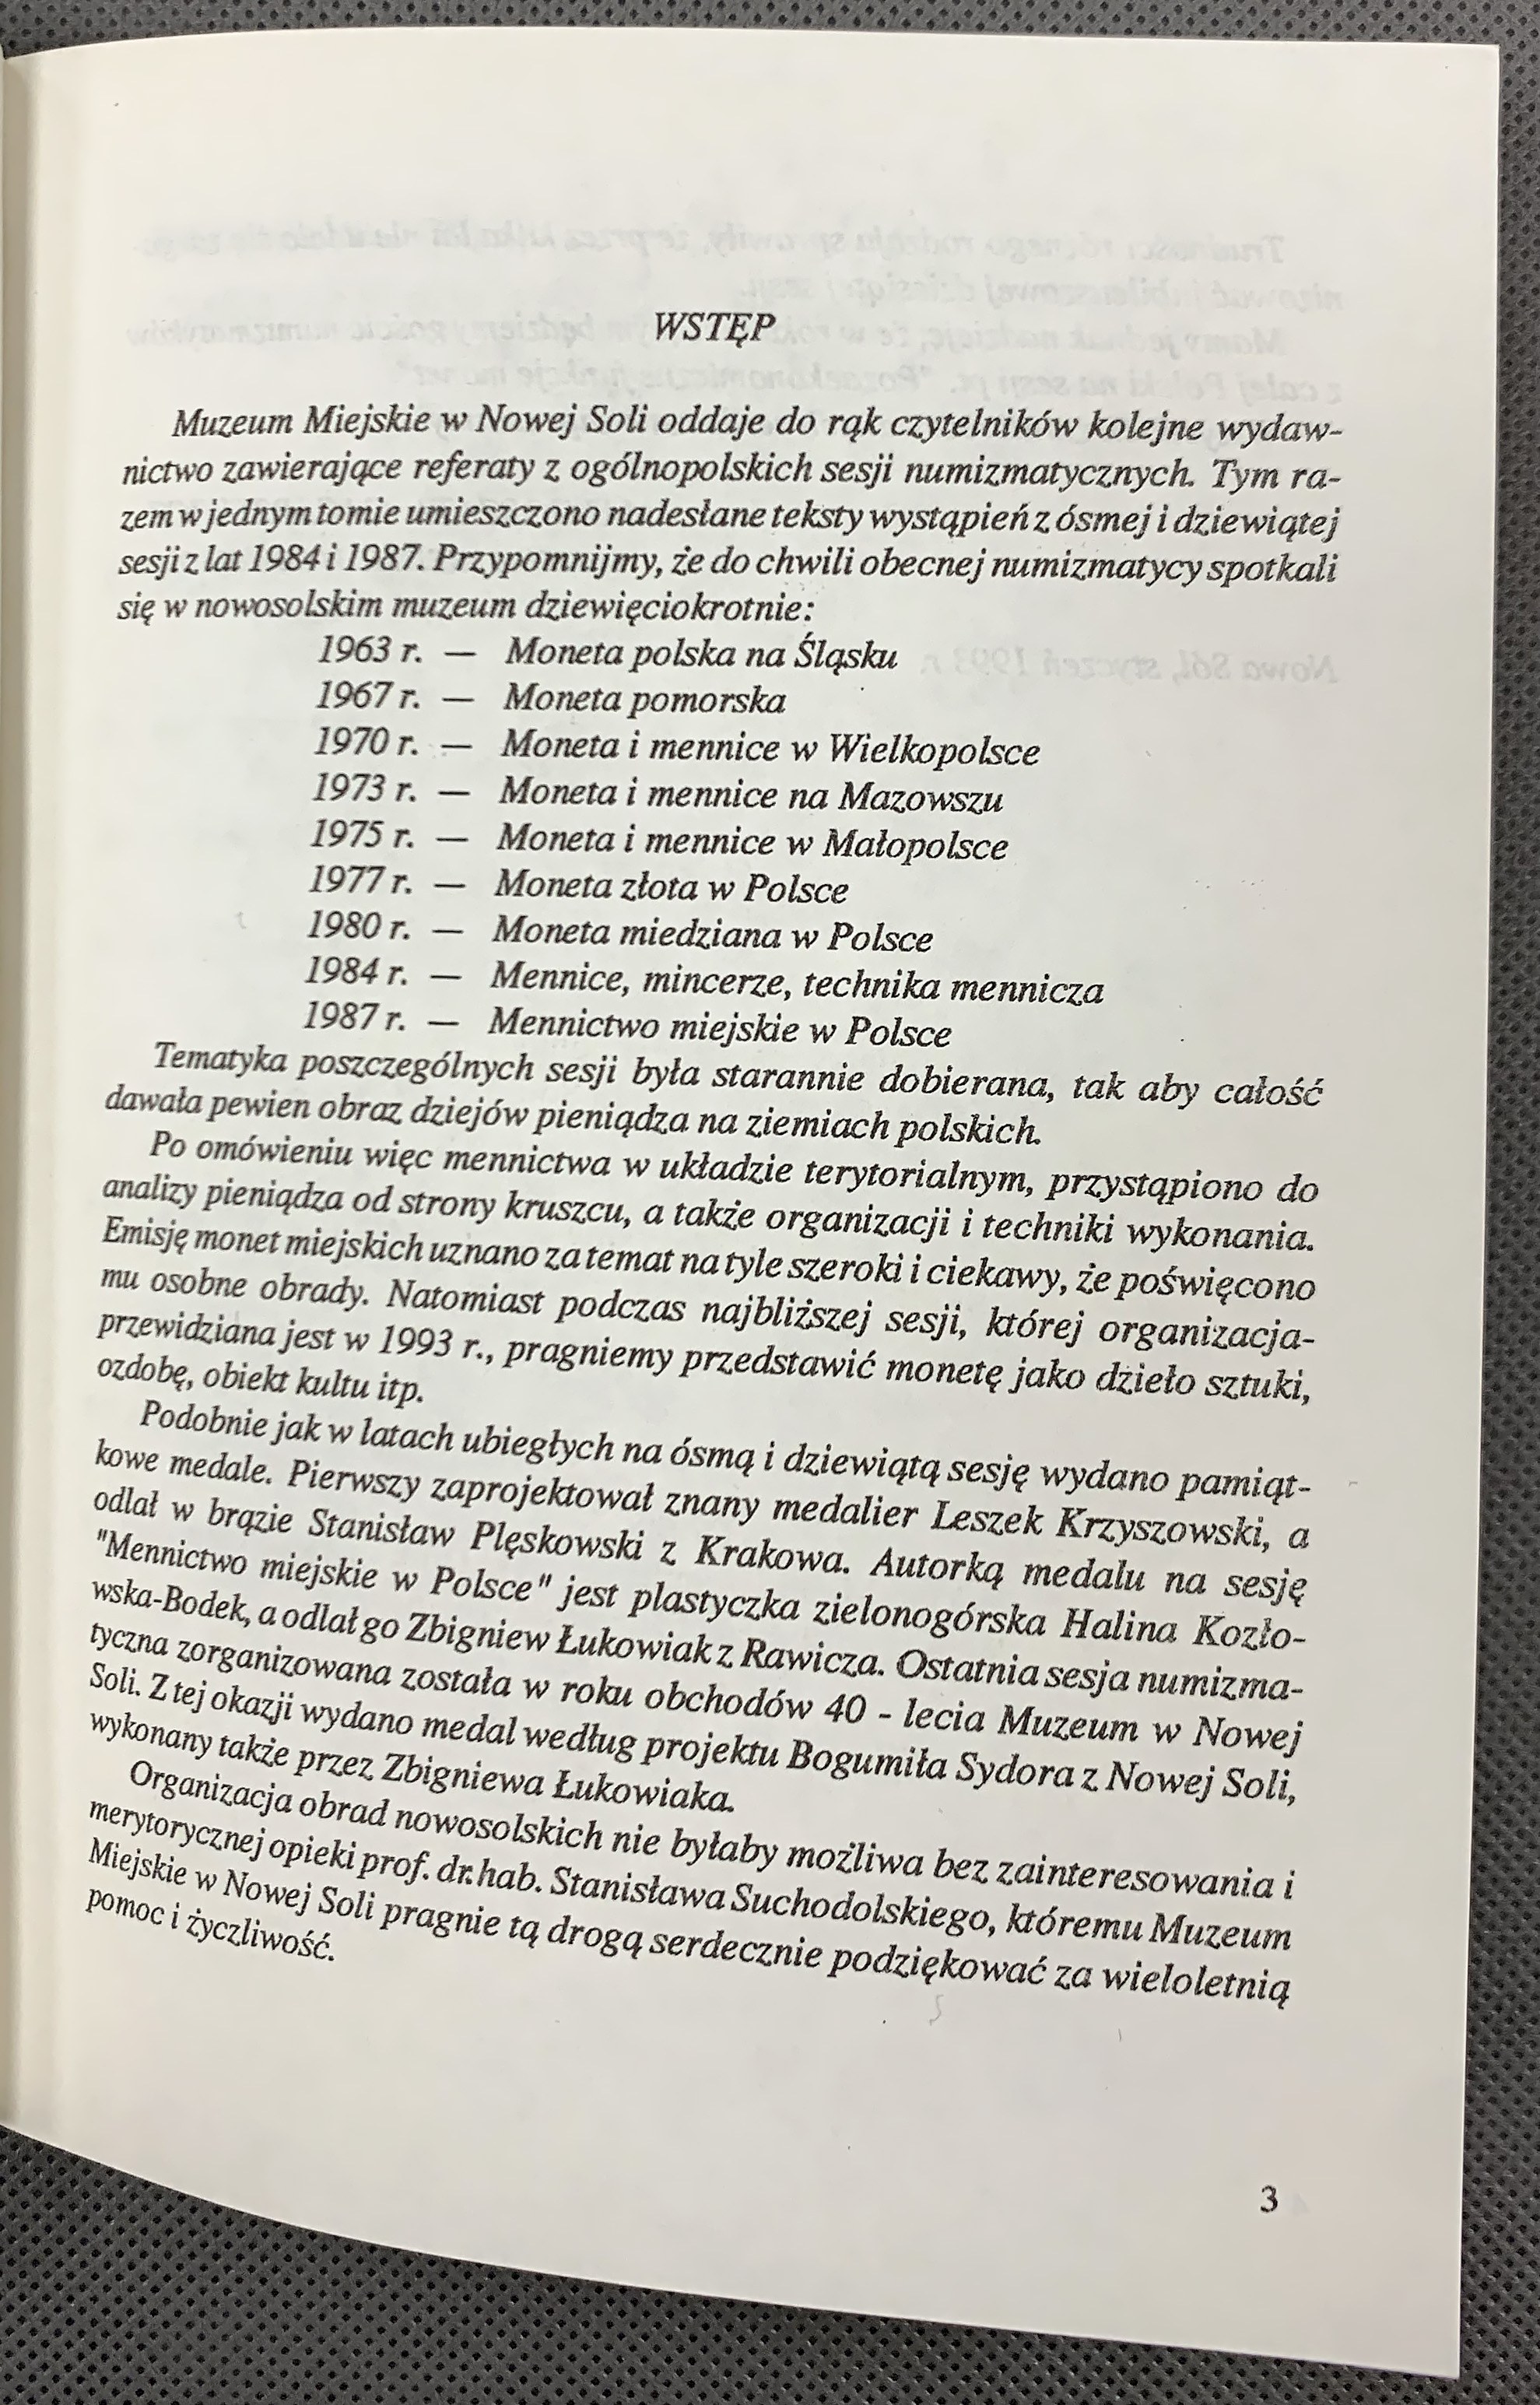 WSTĘP
Muzeum Miejskie w Nowej Soli oddaje do rąk czytelników kolejne wydaw-
nictwo zawierające referaty z ogólnopolskich sesji numizmatycznych. Tym ra-
zem w jednym tomie umieszczono nadesłane teksty wystąpień z ósmej i dziewiątej
sesji z lat 1984 i 1987. Przypomnijmy, że do chwili obecnej numizmatycy spotkali
się w nowosolskim muzeum dziewięciokrotnie:
1963 r. — Moneta polska na Śląsku
1967 r. — Moneta pomorska
1970 r. — Moneta i mennice w Wielkopolsce
1973 r. — Moneta i mennice na Mazowszu
1975 r. — Moneta i mennice w Małopolsce
1977 r. — Moneta złota w Polsce
1980 r. — Moneta miedziana w Polsce
1984 r. — Mennice, mincerze, technika mennicza
1987 r. — Mennictwo miejskie w Polsce
Tematyka poszczególnych sesji była starannie dobierana, tak aby całość
dawała pewien obraz dziejów pieniądza na ziemiach polskich.
Po omówieniu więc mennictwa w układzie terytorialnym, przystąpiono do
analizy pieniądza od strony kruszcu, a także organizacji i techniki wykonania.
Emisję monet miejskich uznano za temat na tyle szeroki i ciekawy, że poświęcono
mu osobne obrady. Natomiast podczas najbliższej sesji, której organizacja-
przewidziana jest w 1993 r., pragniemy przedstawić monetę jako dzieło sztuki,
ozdobę, obiekt kultu itp.
Podobnie jak w latach ubiegłych na ósmą i dziewiątą sesję wydano pamiąt-
kowe medale. Pierwszy zaprojektował znany medalier Leszek Krzyszowski, a
odlał w brązie Stanisław Plęskowski z Krakowa. Autorką medalu na sesję
"Mennictwo miejskie w Polsce" jest plastyczka zielonogórska Halina Kozło-
wska-Bodek, a odlał go Zbigniew Łukowiak z Rawicza. Ostatnia sesja numizma-
tyczna zorganizowana została w roku obchodów 40 - lecia Muzeum w Nowej
Soli. Z tej okazji wydano medal według projektu Bogumiła Sydora z Nowej Soli,
wykonany także przez Zbigniewa Łukowiaka.
Organizacja obrad nowosolskich nie byłaby możliwa bez zainteresowania i
merytorycznej opieki prof. dr.hab. Stanisława Suchodolskiego, któremu Muzeum
Miejskie w Nowej Soli pragnie tą drogą serdecznie podziękować za wieloletnią
pomoc i życzliwość.
3